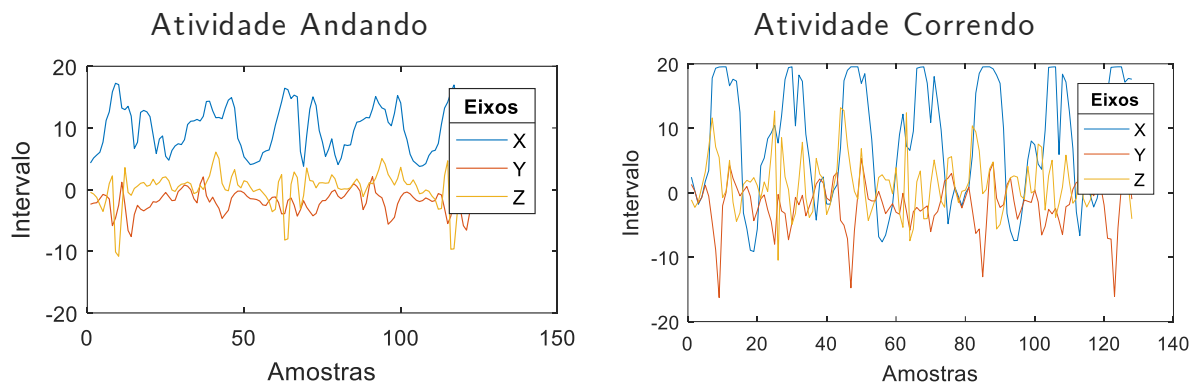 Atividade Andando
20
10
0
-10
-20
Intervalo
0
50
100
150
Amostras
Eixos
X
Y
Z
Atividade Correndo
20
10
0
-10
-20
Intervalo
0
20
40
60
80
100
120
140
Amostras
Eixos
X
Y
Z